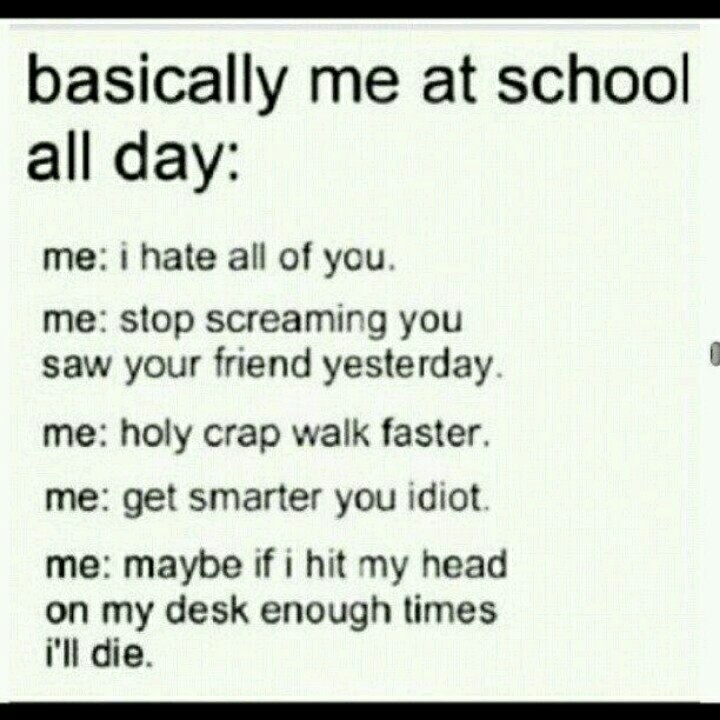 basically me at school
all day:
me: i hate all of you.
me: stop screaming you
saw your friend yesterday.
me: holy crap walk faster.
me: get smarter you idiot.
me: maybe if i hit my head
on my desk enough times
i'll die.